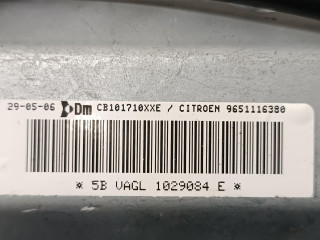 29-05-06 Dm CB101710XXE / CITROEN 9651116380
* 5B VAGL 1029084 E *